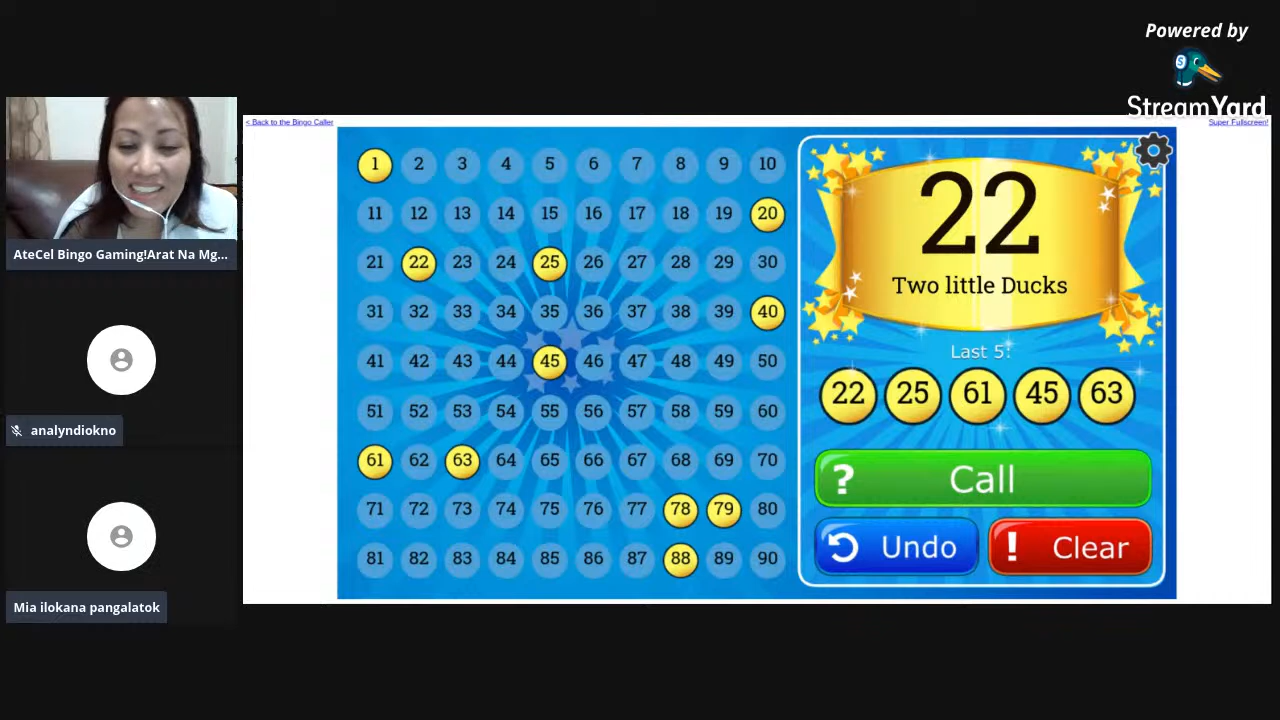 Powered by
StreamYard
< Back to the Bingo Caller
Super Fullscreen!
AteCel Bingo Gaming!Arat Na Mg...
analyndiokno
Mia ilokana pangalatok
1 2 3 4 5 6 7 8 9 10
11 12 13 14 15 16 17 18 19 20
21 22 23 24 25 26 27 28 29 30
31 32 33 34 35 36 37 38 39 40
41 42 43 44 45 46 47 48 49 50
51 52 53 54 55 56 57 58 59 60
61 62 63 64 65 66 67 68 69 70
71 72 73 74 75 76 77 78 79 80
81 82 83 84 85 86 87 88 89 90
22
Two little Ducks
Last 5:
22 25 61 45 63
? Call
Undo
! Clear